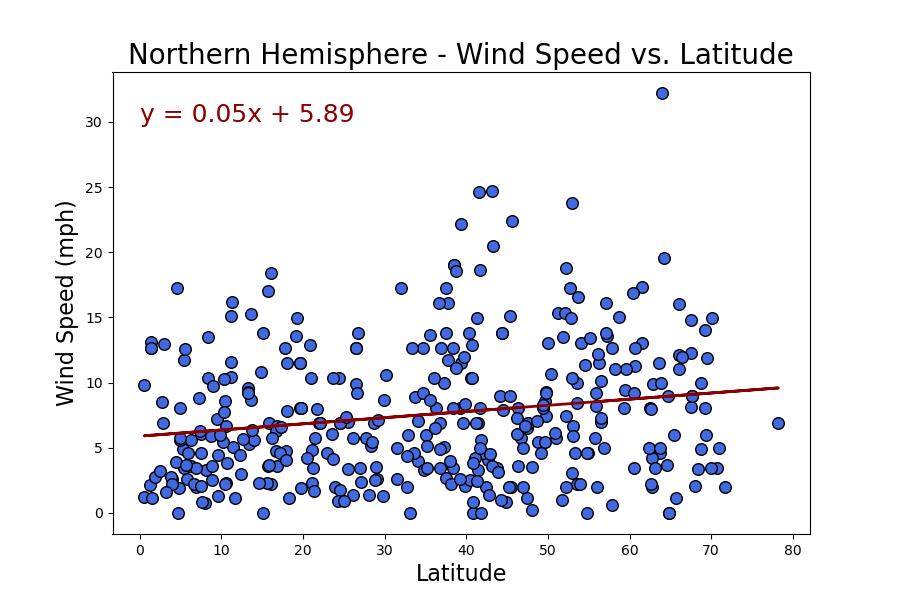 Northern Hemisphere - Wind Speed vs. Latitude
y = 0.05x + 5.89
Wind Speed (mph)
30
25
20
15
10
5
0
0 10 20 30 40 50 60 70 80
Latitude